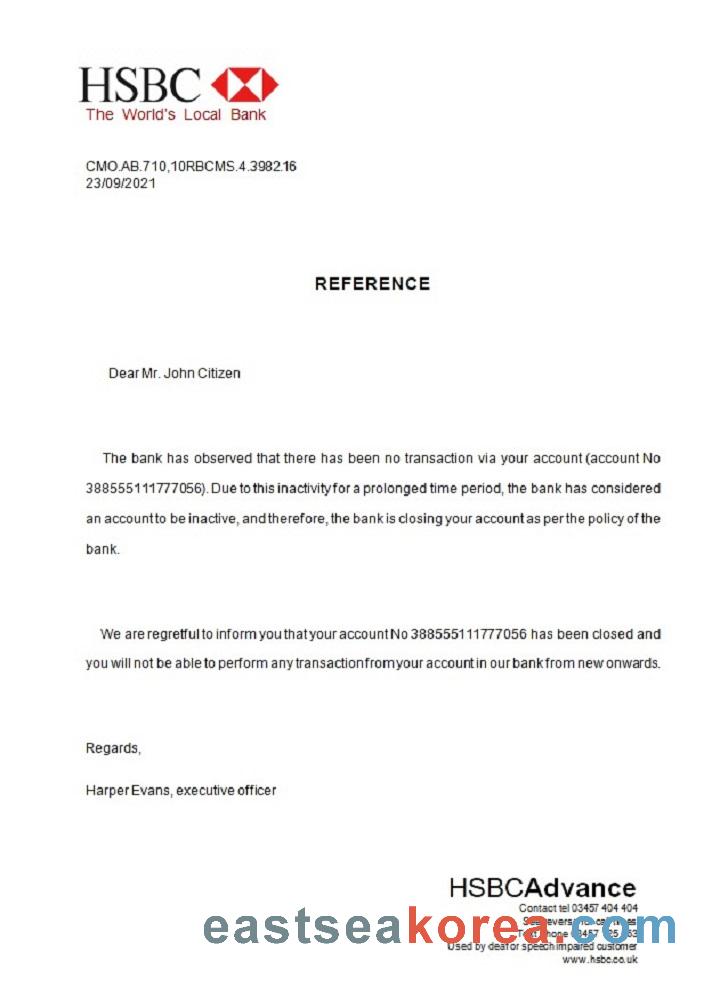 HSBC
The World's Local Bank
CMO.AB.710,10RBCMS.4.3982.16
23/09/2021
REFERENCE
Dear Mr. John Citizen
The bank has observed that there has been no transaction via your account (account No
388555111777056). Due to this inactivity for a prolonged time period, the bank has considered
an account to be inactive, and therefore, the bank is closing your account as per the policy of the
bank.
We are regretful to inform you that your account No 388555111777056 has been closed and
you will not be able to perform any transaction from your account in our bank from new onwards.
Regards,
Harper Evans, executive officer
HSBCAdvance
Contact tel 03457 404 404
eastseakorea.com
Used by deaf or speech impaired customer
www.hsbc.co.uk